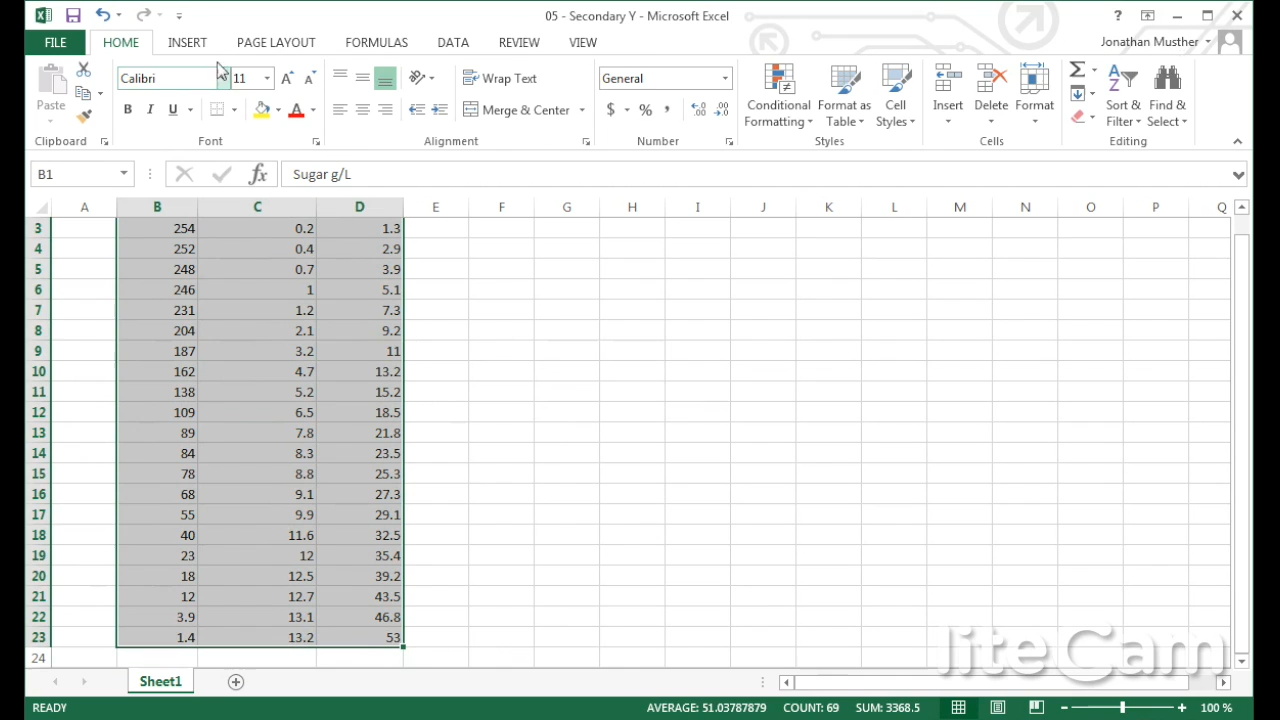 05 - Secondary Y - Microsoft Excel
?
FILE HOME INSERT PAGE LAYOUT FORMULAS DATA REVIEW VIEW Jonathan Musther
Paste
Calibri 11
Wrap Text
General
B I U A
Merge & Center
$ % ,
Conditional Formatting
Format as Table
Cell Styles
Insert Delete Format
Sort & Filter
Find & Select
Clipboard Font Alignment Number Styles Cells Editing
B1 fx Sugar g/L
A B C D E F G H I J K L M N O P Q
3 254 0.2 1.3
4 252 0.4 2.9
5 248 0.7 3.9
6 246 1 5.1
7 231 1.2 7.3
8 204 2.1 9.2
9 187 3.2 11
10 162 4.7 13.2
11 138 5.2 15.2
12 109 6.5 18.5
13 89 7.8 21.8
14 84 8.3 23.5
15 78 8.8 25.3
16 68 9.1 27.3
17 55 9.9 29.1
18 40 11.6 32.5
19 23 12 35.4
20 18 12.5 39.2
21 12 12.7 43.5
22 3.9 13.1 46.8
23 1.4 13.2 53
24
liteCam
Sheet1
READY AVERAGE: 51.03787879 COUNT: 69 SUM: 3368.5 100 %